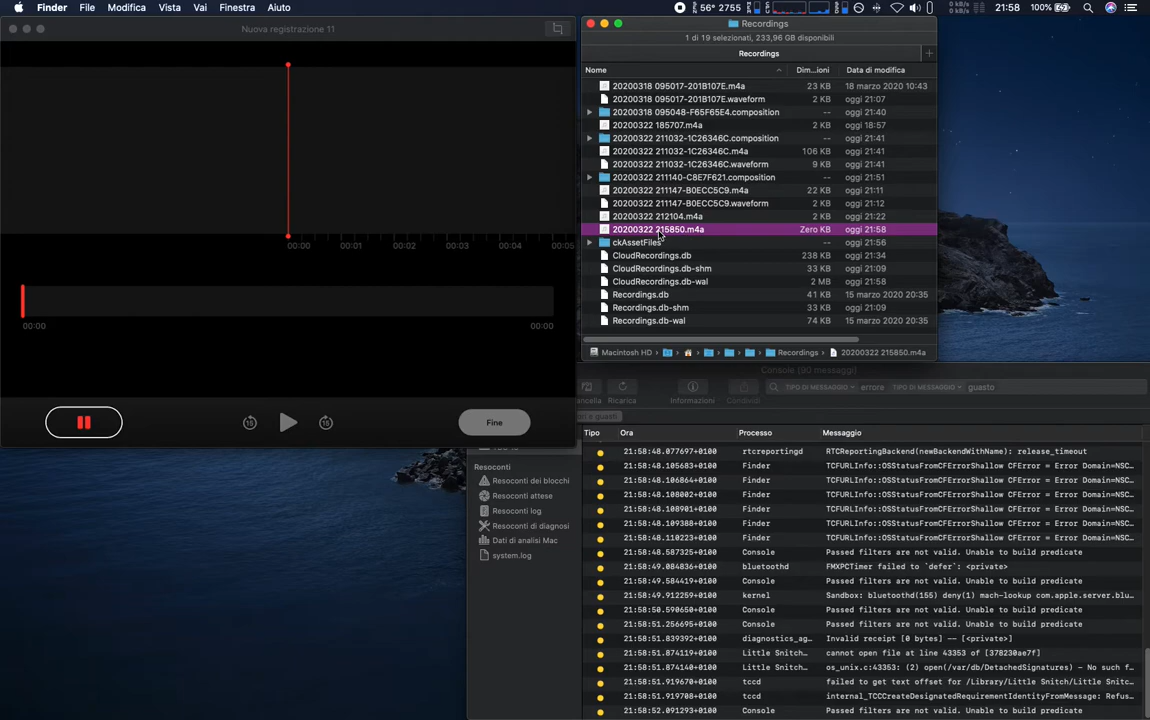 Finder File Modifica Vista Vai Finestra Aiuto
56° 2755 21:58 100%
Nuova registrazione 11
00:00 00:01 00:02 00:03 00:04 00:05
00:00 00:00
15 15 Fine
Recordings
1 di 19 selezionati, 233,96 GB disponibili
Recordings
Nome Dim...ioni Data di modifica
20200318 095017-201B107E.m4a 23 KB 18 marzo 2020 10:43
20200318 095017-201B107E.waveform 2 KB oggi 21:07
20200318 095048-F65F65E4.composition -- oggi 21:40
20200322 185707.m4a 2 KB oggi 18:57
20200322 211032-1C26346C.composition -- oggi 21:41
20200322 211032-1C26346C.m4a 106 KB oggi 21:41
20200322 211032-1C26346C.waveform 9 KB oggi 21:41
20200322 211140-C8E7F621.composition -- oggi 21:51
20200322 211147-B0ECC5C9.m4a 22 KB oggi 21:11
20200322 211147-B0ECC5C9.waveform 2 KB oggi 21:12
20200322 212104.m4a 2 KB oggi 21:22
20200322 215850.m4a Zero KB oggi 21:58
ckAssetFiles -- oggi 21:56
CloudRecordings.db 238 KB oggi 21:34
CloudRecordings.db-shm 33 KB oggi 21:09
CloudRecordings.db-wal 2 MB oggi 21:58
Recordings.db 41 KB 15 marzo 2020 20:35
Recordings.db-shm 33 KB oggi 21:09
Recordings.db-wal 74 KB 15 marzo 2020 20:35
Macintosh HD › Recordings › 20200322 215850.m4a
Console (90 messaggi)
TIPO DI MESSAGGIO errore TIPO DI MESSAGGIO guasto
ancella Ricarica Informazioni Condividi
ori e guasti
Tipo Ora Processo Messaggio
21:58:48.077697+0100 rtcreportingd RTCReportingBackend(newBackendWithName): release_timeout
21:58:48.105683+0100 Finder TCFURLInfo::OSStatusFromCFErrorShallow CFError = Error Domain=NSC…
21:58:48.106864+0100 Finder TCFURLInfo::OSStatusFromCFErrorShallow CFError = Error Domain=NSC…
21:58:48.108002+0100 Finder TCFURLInfo::OSStatusFromCFErrorShallow CFError = Error Domain=NSC…
21:58:48.108901+0100 Finder TCFURLInfo::OSStatusFromCFErrorShallow CFError = Error Domain=NSC…
21:58:48.109388+0100 Finder TCFURLInfo::OSStatusFromCFErrorShallow CFError = Error Domain=NSC…
21:58:48.110223+0100 Finder TCFURLInfo::OSStatusFromCFErrorShallow CFError = Error Domain=NSC…
21:58:48.587325+0100 Console Passed filters are not valid. Unable to build predicate
21:58:49.084836+0100 bluetoothd FMXPCTimer failed to `defer`: <private>
21:58:49.584419+0100 Console Passed filters are not valid. Unable to build predicate
21:58:49.912259+0100 kernel Sandbox: bluetoothd(155) deny(1) mach-lookup com.apple.server.blu…
21:58:50.590650+0100 Console Passed filters are not valid. Unable to build predicate
21:58:51.256695+0100 Console Passed filters are not valid. Unable to build predicate
21:58:51.839392+0100 diagnostics_ag… Invalid receipt [0 bytes] –– [<private>]
21:58:51.874119+0100 Little Snitch… cannot open file at line 43353 of [378230ae7f]
21:58:51.874140+0100 Little Snitch… os_unix.c:43353: (2) open(/var/db/DetachedSignatures) – No such f…
21:58:51.919670+0100 tccd failed to get text offset for /Library/Little Snitch/Little Snitc…
21:58:51.919708+0100 tccd internal_TCCCreateDesignatedRequirementIdentityFromMessage: Refus…
21:58:52.091293+0100 Console Passed filters are not valid. Unable to build predicate
Resoconti
Resoconti dei blocchi
Resoconti attese
Resoconti log
Resoconti di diagnosi
Dati di analisi Mac
system.log